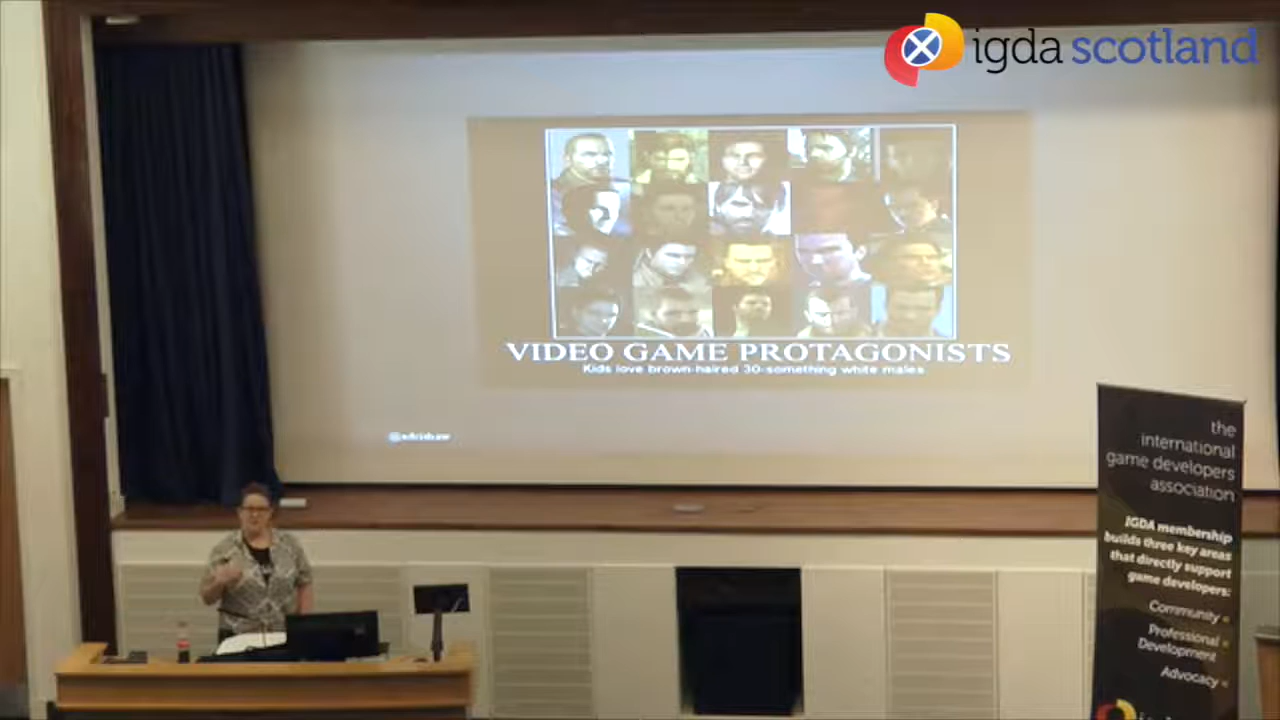 igda scotland
VIDEO GAME PROTAGONISTS
Kids love brown-haired 30-something white males
the
international
game developers
association
IGDA membership
builds three key areas
that directly support
game developers:
Community
Professional
Development
Advocacy